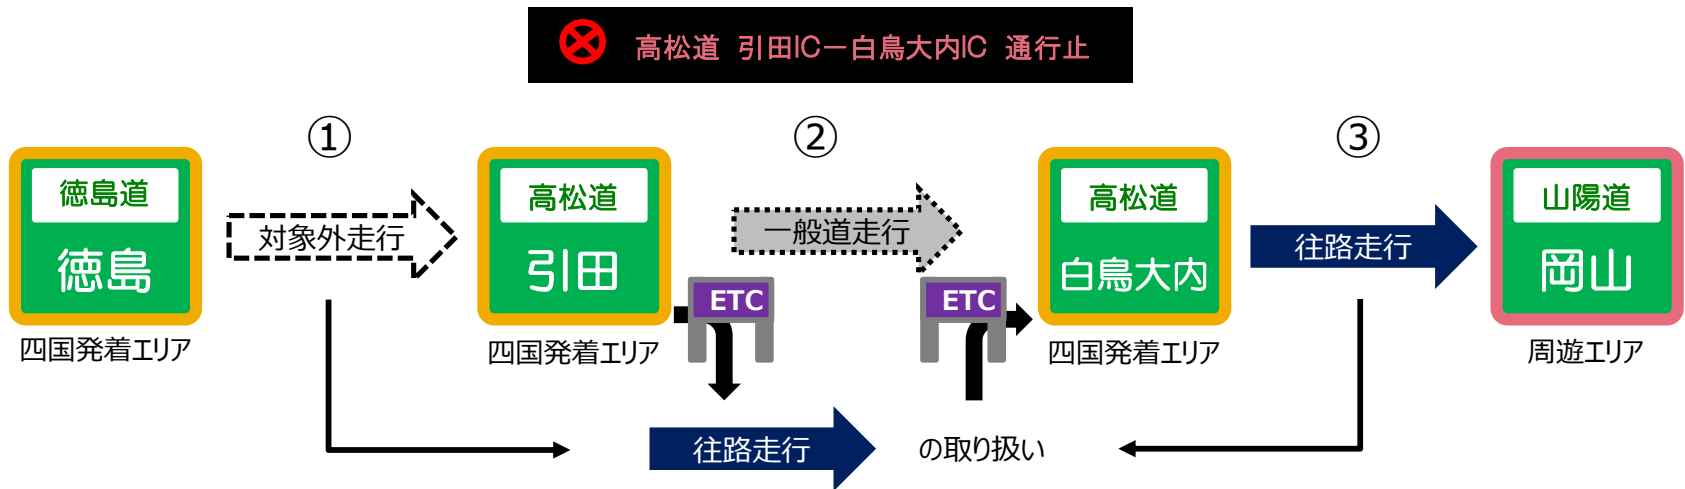 高松道 引田IC－白鳥大内IC 通行止
①
②
③
徳島道
徳島
四国発着エリア
対象外走行
高松道
引田
四国発着エリア
ETC
一般道走行
ETC
高松道
白鳥大内
四国発着エリア
往路走行
山陽道
岡山
周遊エリア
往路走行 の取り扱い